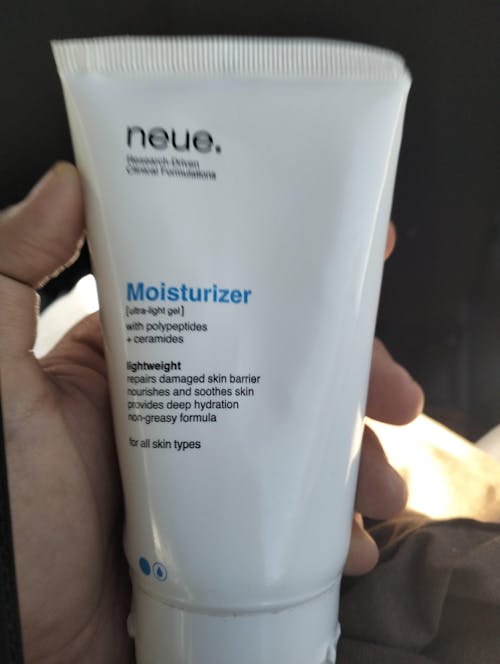 neue.
Research-Driven
Clinical Formulations
Moisturizer
[ultra-light gel]
with polypeptides
+ ceramides
lightweight
repairs damaged skin barrier
nourishes and soothes skin
provides deep hydration
non-greasy formula
for all skin types